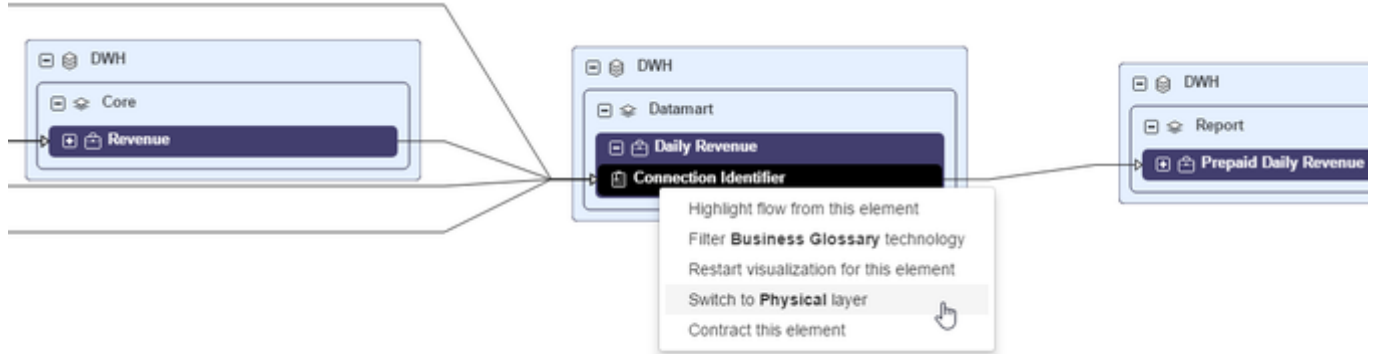 DWH
Core
Revenue
DWH
Datamart
Daily Revenue
Connection Identifier
Highlight flow from this element
Filter Business Glossary technology
Restart visualization for this element
Switch to Physical layer
Contract this element
DWH
Report
Prepaid Daily Revenue